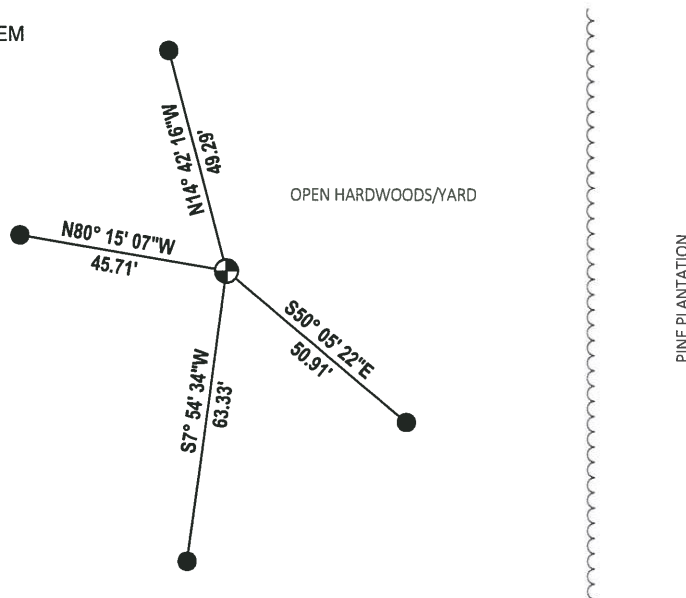 EM
N14° 42' 16"W
49.29'
OPEN HARDWOODS/YARD
N80° 15' 07"W
45.71'
S50° 05' 22"E
50.91'
S7° 54' 34"W
63.33'
PINE PLANTATION